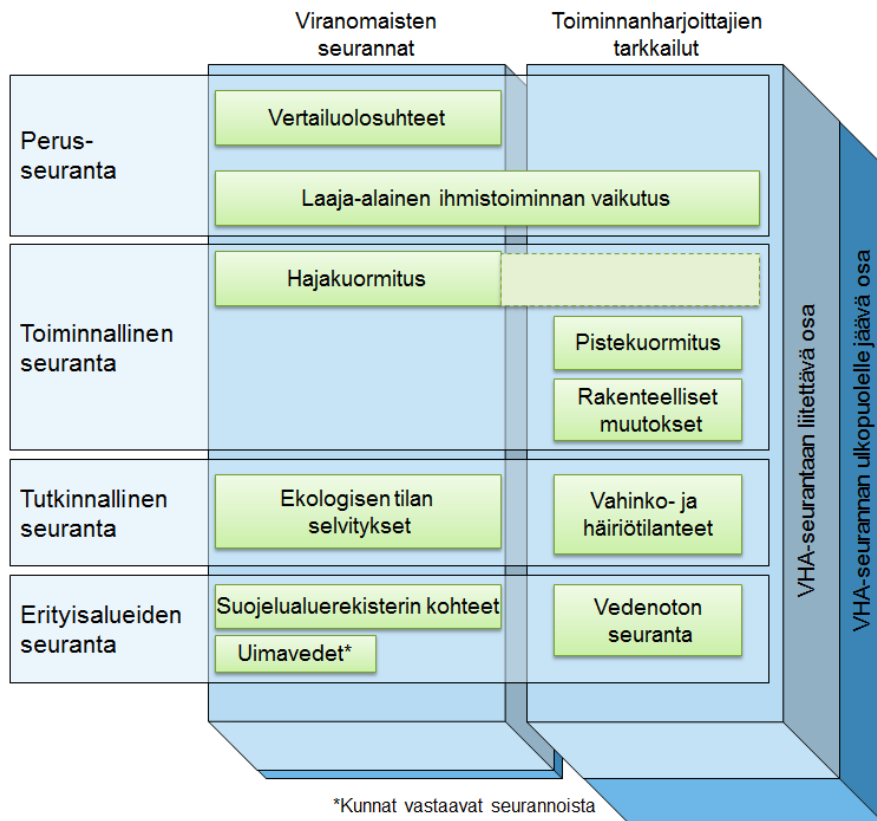 Viranomaisten
seurannat
Toiminnanharjoittajien
tarkkailut
Perus-
seuranta
Vertailuolosuhteet
Laaja-alainen ihmistoiminnan vaikutus
Toiminnallinen
seuranta
Hajakuormitus
Pistekuormitus
Rakenteelliset
muutokset
Tutkinnallinen
seuranta
Ekologisen tilan
selvitykset
Vahinko- ja
häiriötilanteet
Erityisalueiden
seuranta
Suojelualuerekisterin kohteet
Uimavedet*
Vedenoton
seuranta
VHA-seurantaan liitettävä osa
VHA-seurannan ulkopuolelle jäävä osa
*Kunnat vastaavat seurannoista